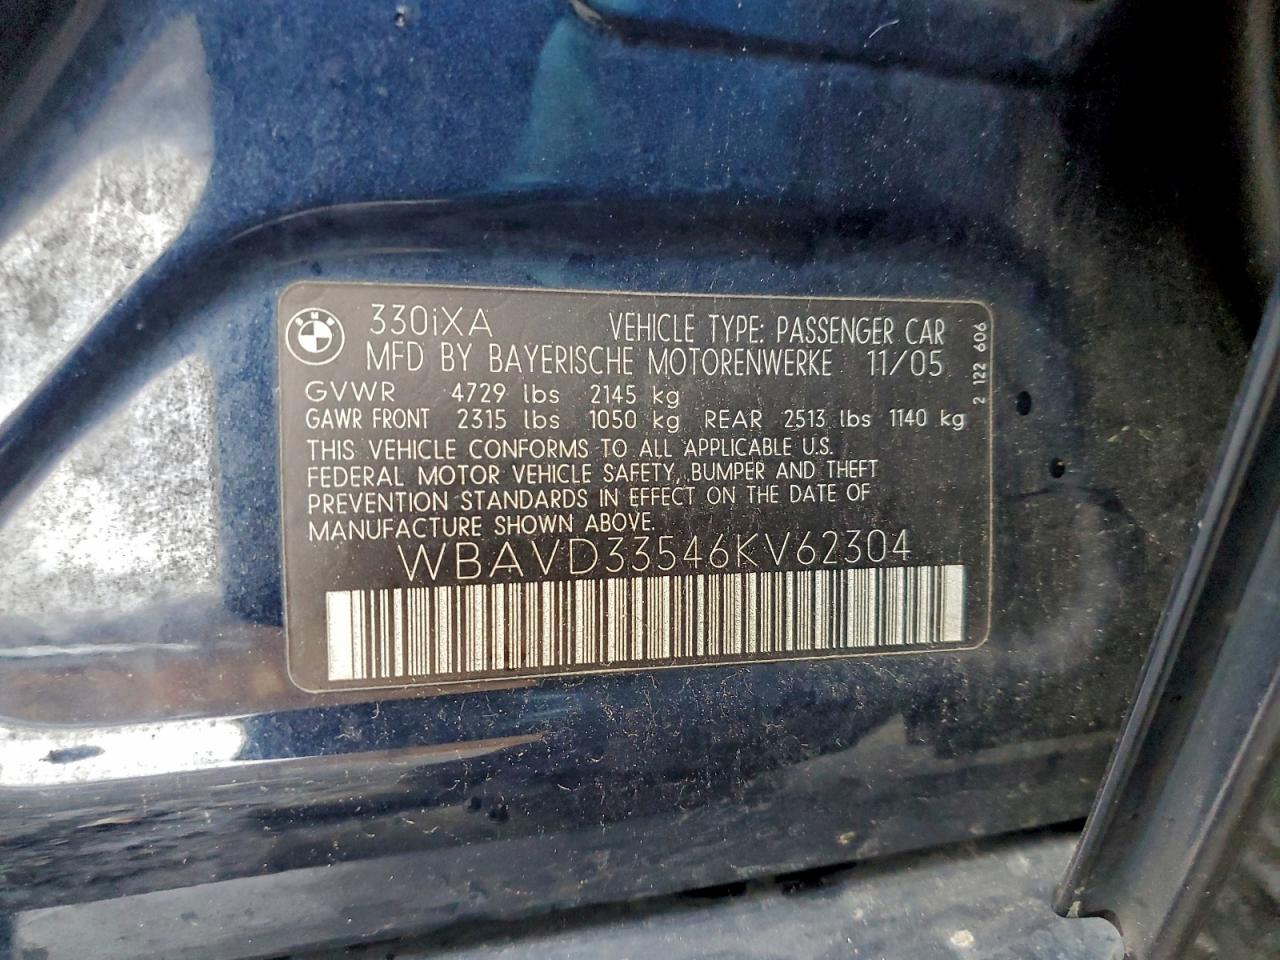 BMW
330iXA VEHICLE TYPE: PASSENGER CAR
MFD BY BAYERISCHE MOTORENWERKE 11/05
GVWR 4729 lbs 2145 kg
GAWR FRONT 2315 lbs 1050 kg REAR 2513 lbs 1140 kg
THIS VEHICLE CONFORMS TO ALL APPLICABLE U.S.
FEDERAL MOTOR VEHICLE SAFETY, BUMPER AND THEFT
PREVENTION STANDARDS IN EFFECT ON THE DATE OF
MANUFACTURE SHOWN ABOVE.
WBAVD33546KV62304
2 122 606